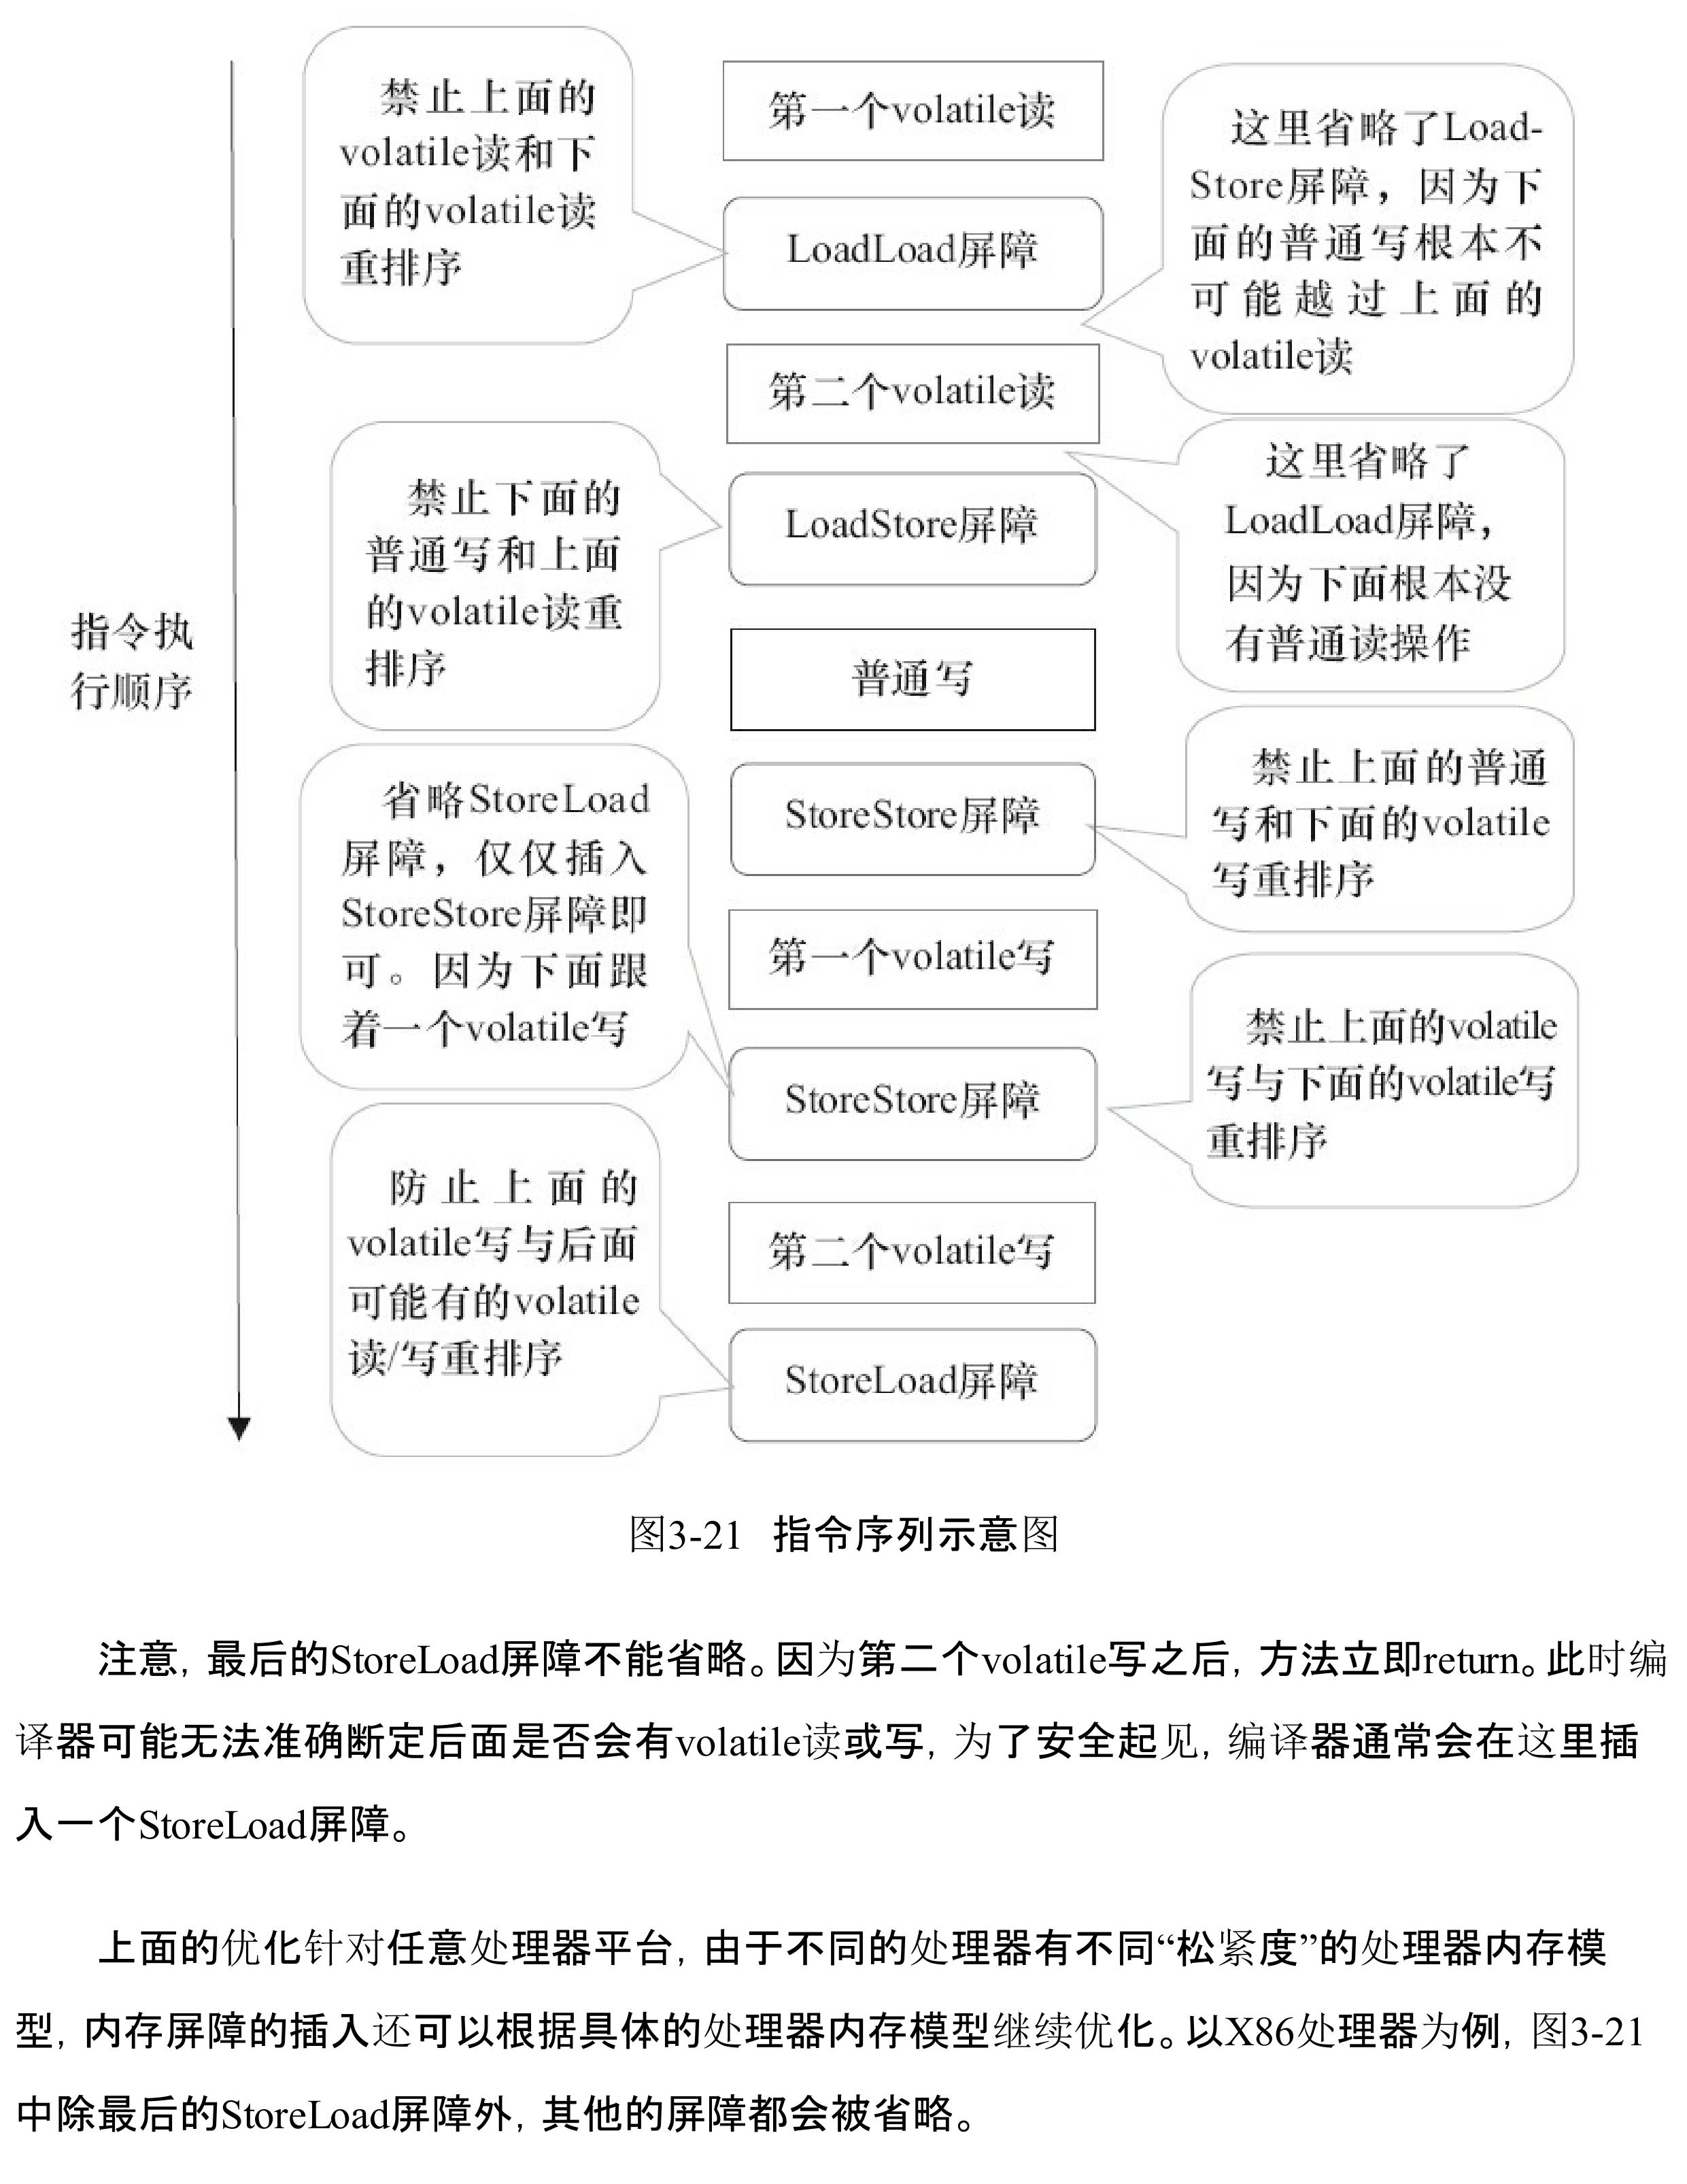 禁止上面的
volatile读和下
面的volatile读
重排序
第一个volatile读
这里省略了Load-
Store屏障，因为下
面的普通写根本不
可能越过上面的
volatile读
LoadLoad屏障
第二个volatile读
这里省略了
LoadLoad屏障，
因为下面根本没
有普通读操作
禁止下面的
普通写和上面
的volatile读重
排序
LoadStore屏障
指令执
行顺序
普通写
禁止上面的普通
写和下面的volatile
写重排序
省略StoreLoad
屏障，仅仅插入
StoreStore屏障即
可。因为下面跟
着一个volatile写
StoreStore屏障
第一个volatile写
禁止上面的volatile
写与下面的volatile写
重排序
StoreStore屏障
防止上面的
volatile写与后面
可能有的volatile
读/写重排序
第二个volatile写
StoreLoad屏障
图3-21 指令序列示意图
注意，最后的StoreLoad屏障不能省略。因为第二个volatile写之后，方法立即return。此时编
译器可能无法准确断定后面是否会有volatile读或写，为了安全起见，编译器通常会在这里插
入一个StoreLoad屏障。
上面的优化针对任意处理器平台，由于不同的处理器有不同“松紧度”的处理器内存模
型，内存屏障的插入还可以根据具体的处理器内存模型继续优化。以X86处理器为例，图3-21
中除最后的StoreLoad屏障外，其他的屏障都会被省略。